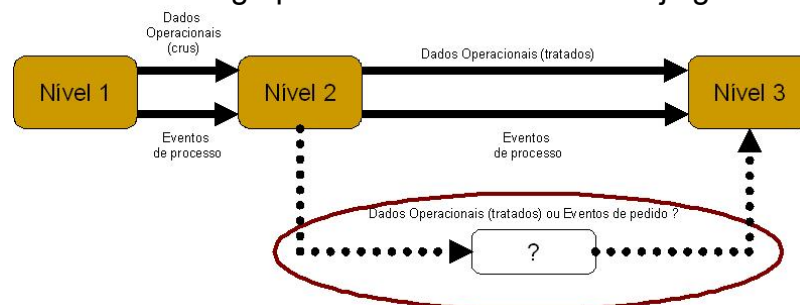 Dados
Operacionais
(crus)
Dados Operacionais (tratados)
Nível 1
Nível 2
Nível 3
Eventos
de processo
Eventos
de processo
Dados Operacionais (tratados) ou Eventos de pedido ?
?